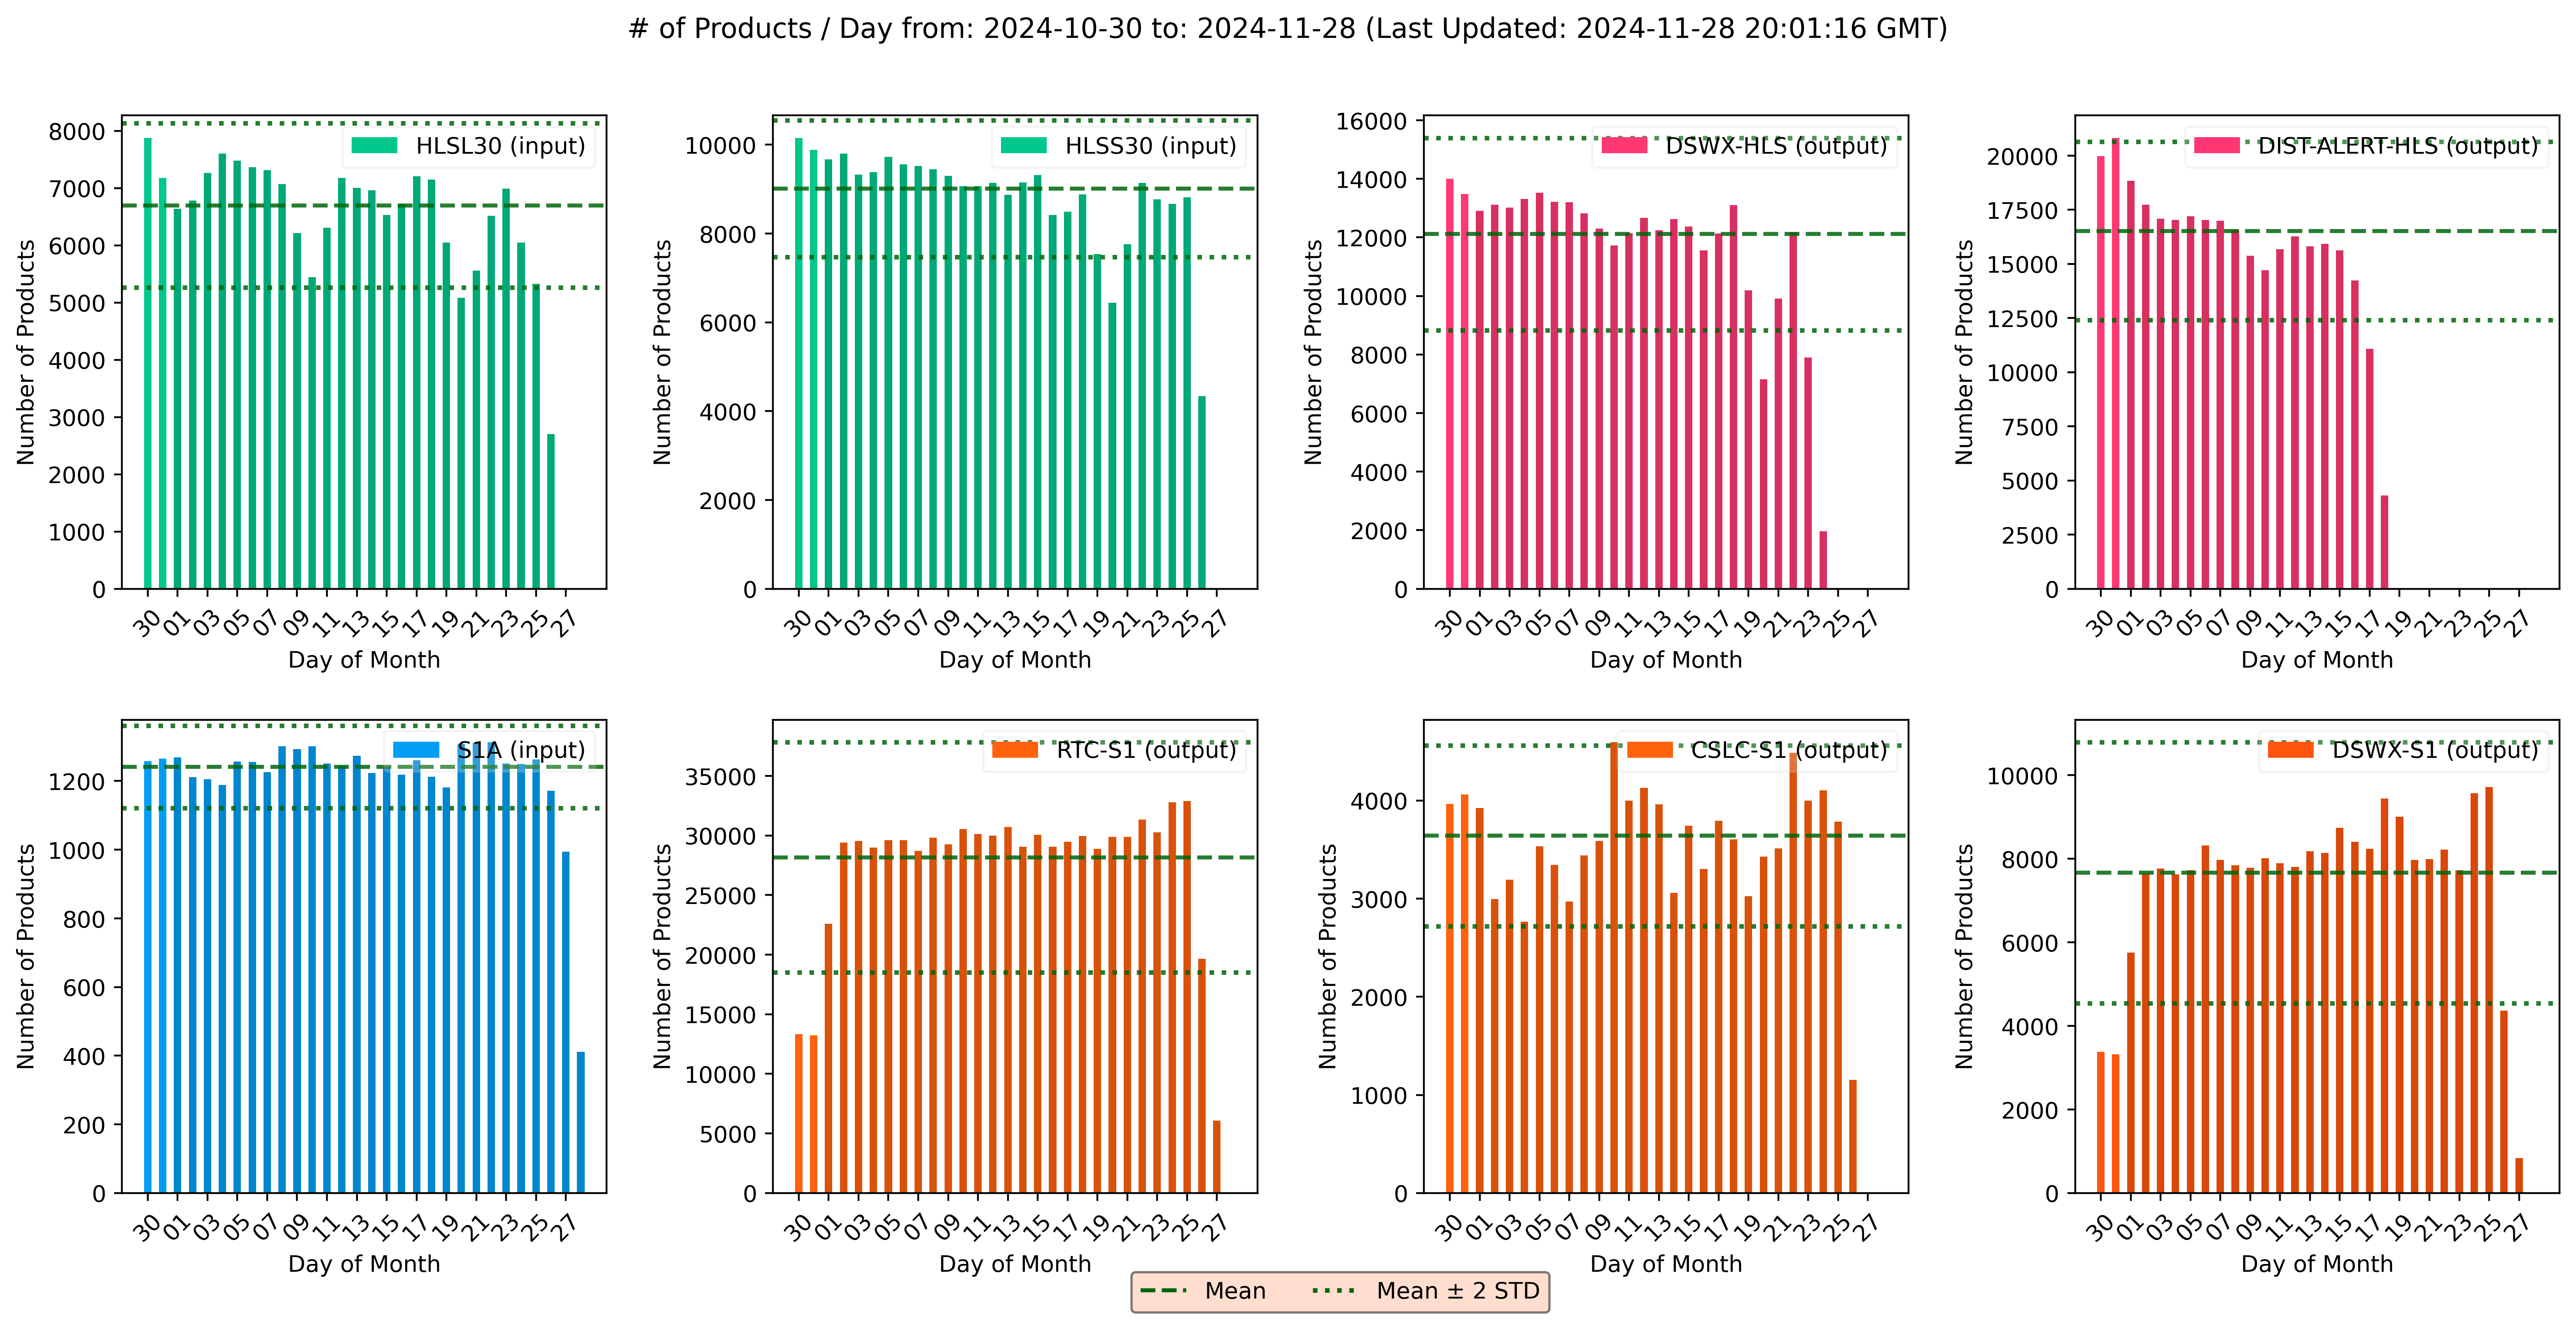 # of Products / Day from: 2024-10-30 to: 2024-11-28 (Last Updated: 2024-11-28 20:01:16 GMT)
HLSL30 (input)
Number of Products
8000
7000
6000
5000
4000
3000
2000
1000
0
30 01 03 05 07 09 11 13 15 17 19 21 23 25 27
Day of Month
HLSS30 (input)
Number of Products
10000
8000
6000
4000
2000
0
30 01 03 05 07 09 11 13 15 17 19 21 23 25 27
Day of Month
DSWX-HLS (output)
Number of Products
16000
14000
12000
10000
8000
6000
4000
2000
0
30 01 03 05 07 09 11 13 15 17 19 21 23 25 27
Day of Month
DIST-ALERT-HLS (output)
Number of Products
20000
17500
15000
12500
10000
7500
5000
2500
0
30 01 03 05 07 09 11 13 15 17 19 21 23 25 27
Day of Month
S1A (input)
Number of Products
1200
1000
800
600
400
200
0
30 01 03 05 07 09 11 13 15 17 19 21 23 25 27
Day of Month
RTC-S1 (output)
Number of Products
35000
30000
25000
20000
15000
10000
5000
0
30 01 03 05 07 09 11 13 15 17 19 21 23 25 27
Day of Month
CSLC-S1 (output)
Number of Products
4000
3000
2000
1000
0
30 01 03 05 07 09 11 13 15 17 19 21 23 25 27
Day of Month
DSWX-S1 (output)
Number of Products
10000
8000
6000
4000
2000
0
30 01 03 05 07 09 11 13 15 17 19 21 23 25 27
Day of Month
Mean
Mean ± 2 STD